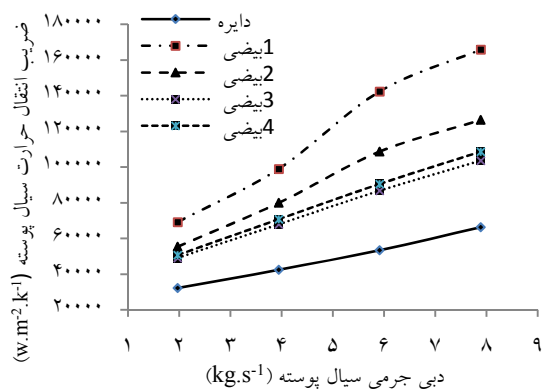 ضریب انتقال حرارت سیال پوسته (w.m-2.k-1)
۱۸۰۰۰۰
۱۶۰۰۰۰
۱۴۰۰۰۰
۱۲۰۰۰۰
۱۰۰۰۰۰
۸۰۰۰۰
۶۰۰۰۰
۴۰۰۰۰
۲۰۰۰۰
دایره
بیضی1
بیضی2
بیضی3
بیضی4
۱ ۲ ۳ ۴ ۵ ۶ ۷ ۸ ۹
دبی جرمی سیال پوسته (kg.s-1)